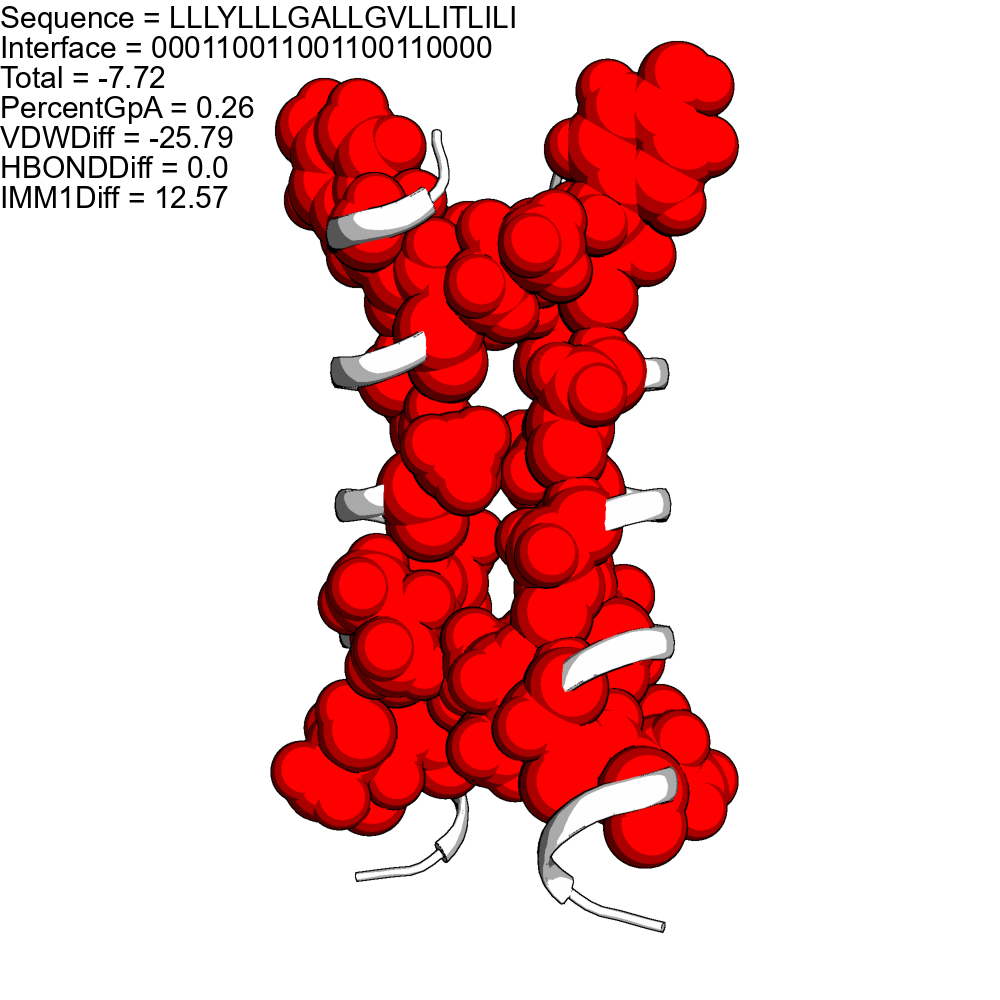 Sequence = LLLYLLLGALLGVLLITLILI
Interface = 000110011001100110000
Total = -7.72
PercentGpA = 0.26
VDWDiff = -25.79
HBONDDiff = 0.0
IMM1Diff = 12.57